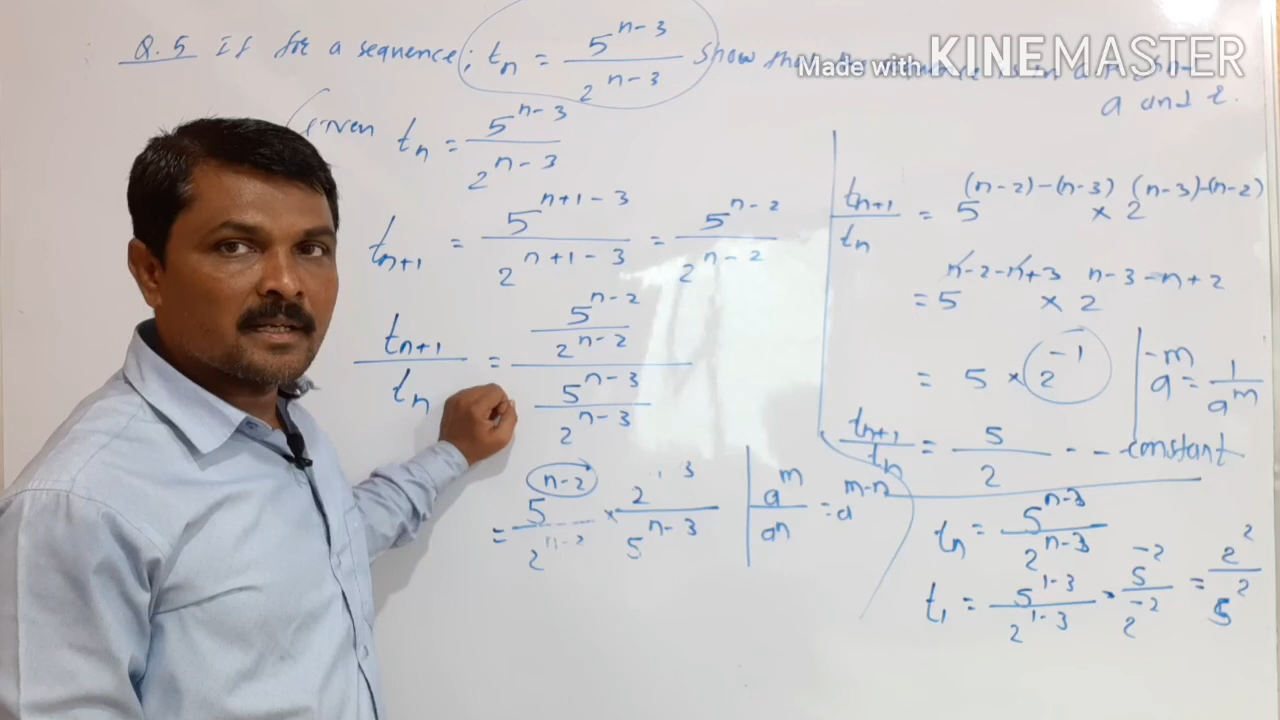 Q.5 If for a sequence; tn = 5^(n-3) / 2^(n-3) show
Made with KINEMASTER
a and r.
Given tn = 5^(n-3) / 2^(n-3)
tn+1 = 5^(n+1-3) / 2^(n+1-3) = 5^(n-2) / 2^(n-2)
tn+1 / tn = (5^(n-2) / 2^(n-2)) / (5^(n-3) / 2^(n-3))
= 5^(n-2) / 2^(n-2) × 2^(n-3) / 5^(n-3)
a^m / a^n = a^(m-n)
tn+1 / tn = 5^((n-2)-(n-3)) × 2^((n-3)-(n-2))
= 5^(n-2-n+3) × 2^(n-3-n+2)
= 5 × 2^(-1)
a^(-m) = 1 / a^m
tn+1 / tn = 5 / 2 -- constant
tn = 5^(n-3) / 2^(n-3)
t1 = 5^(1-3) / 2^(1-3) = 5^(-2) / 2^(-2) = 2^2 / 5^2